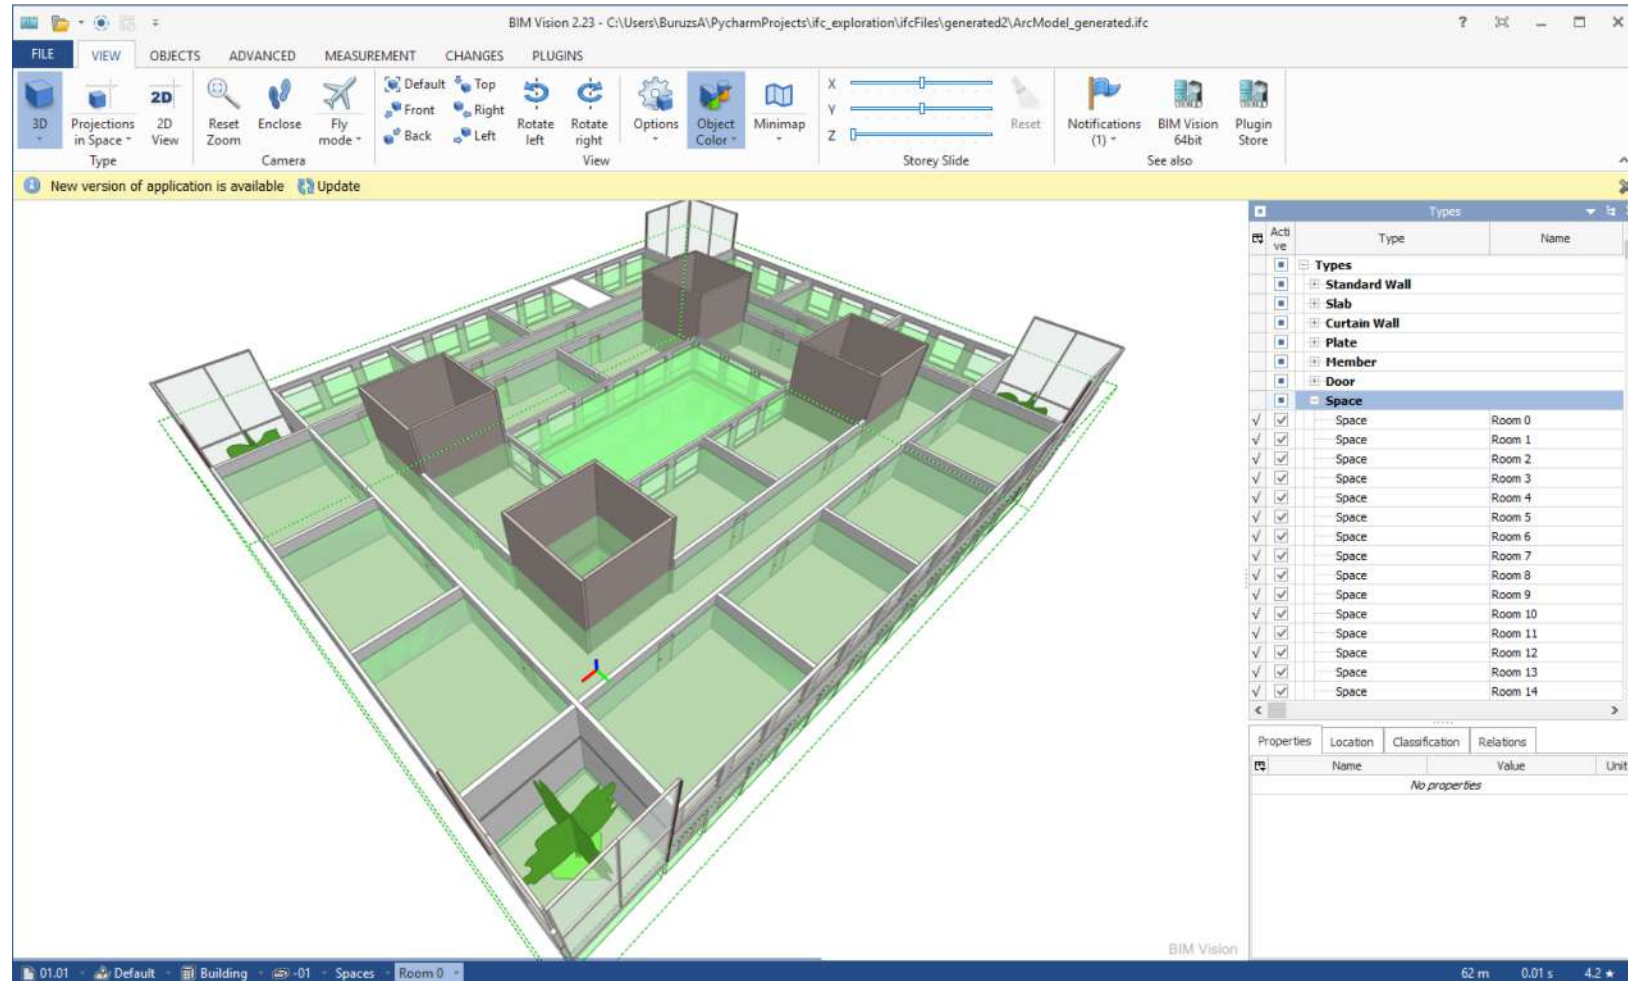 BIM Vision 2.23 - C:\Users\BuruzsA\PycharmProjects\ifc_exploration\ifcFiles\generated2\ArcModel_generated.ifc
FILE VIEW OBJECTS ADVANCED MEASUREMENT CHANGES PLUGINS
3D
Projections in Space
2D
2D View
Type
Reset Zoom
Enclose
Fly mode
Camera
Default Top
Front Right
Back Left
Rotate left
Rotate right
Options
Object Color
Minimap
View
X
Y
Z
Reset
Storey Slide
Notifications (1)
BIM Vision 64bit
Plugin Store
See also
New version of application is available Update
Types
Active Type Name
Types
Standard Wall
Slab
Curtain Wall
Plate
Member
Door
Space
Space Room 0
Space Room 1
Space Room 2
Space Room 3
Space Room 4
Space Room 5
Space Room 6
Space Room 7
Space Room 8
Space Room 9
Space Room 10
Space Room 11
Space Room 12
Space Room 13
Space Room 14
Properties Location Classification Relations
Name Value Unit
No properties
BIM Vision
01.01 Default Building -01 Spaces Room 0 62 m 0.01 s 4.2 ★